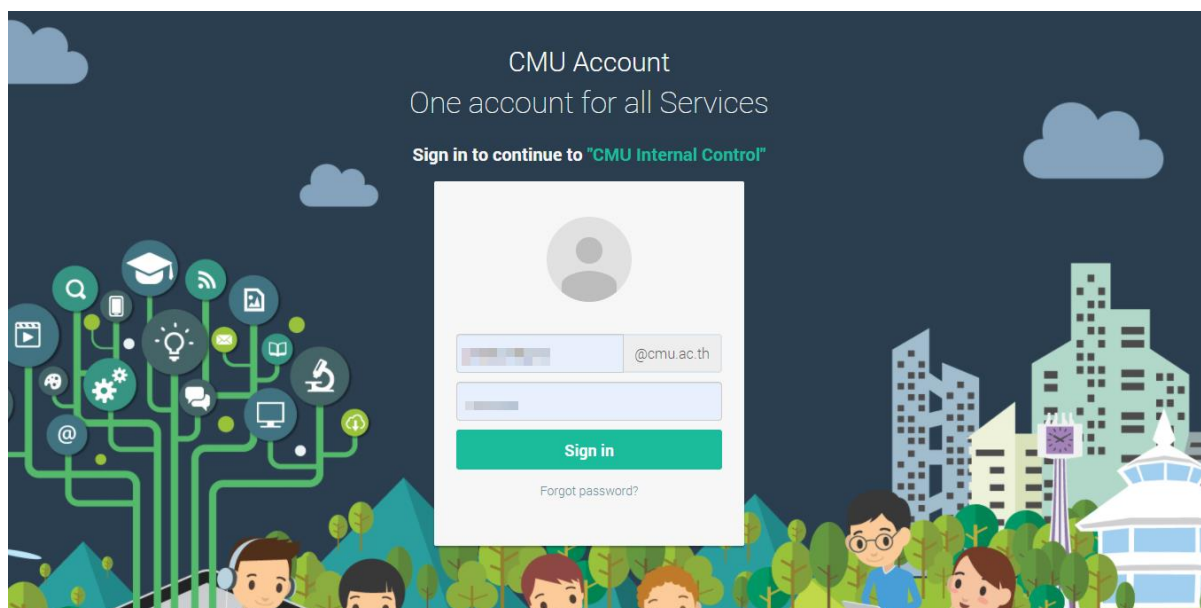 CMU Account
One account for all Services
Sign in to continue to "CMU Internal Control"
@cmu.ac.th
Sign in
Forgot password?
@